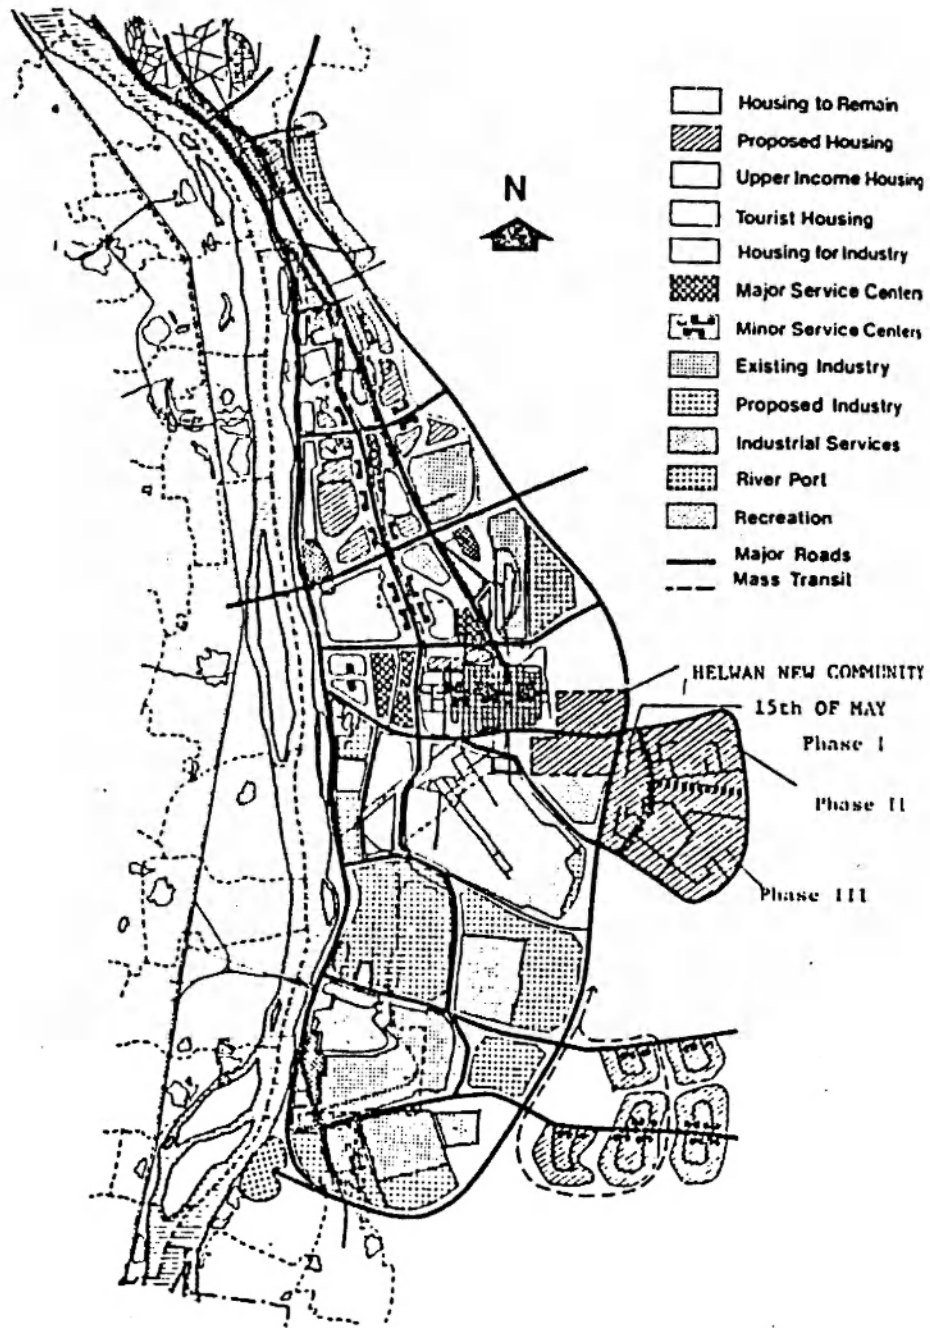 N
Housing to Remain
Proposed Housing
Upper Income Housing
Tourist Housing
Housing for Industry
Major Service Centers
Minor Service Centers
Existing Industry
Proposed Industry
Industrial Services
River Port
Recreation
Major Roads
Mass Transit
HELWAN NEW COMMUNITY
15th OF MAY
Phase I
Phase II
Phase III